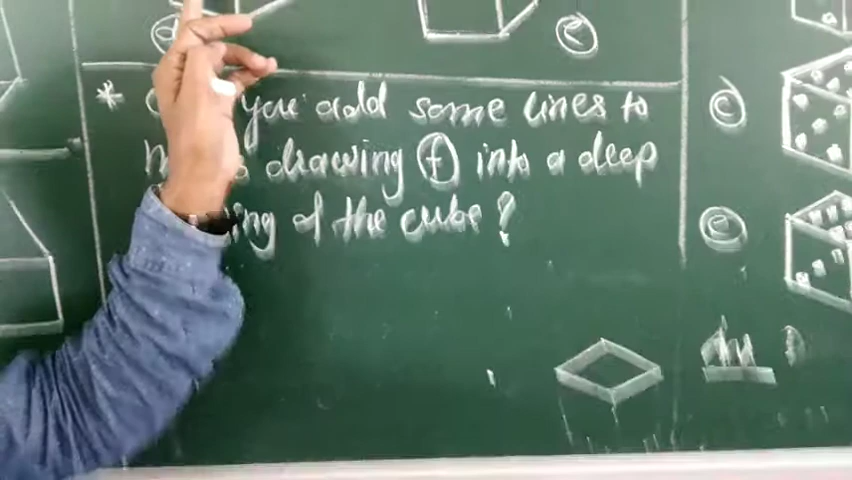 *
you add some lines to
drawing (f) into a deep
of the cube ?
(e)
(c)
(e)